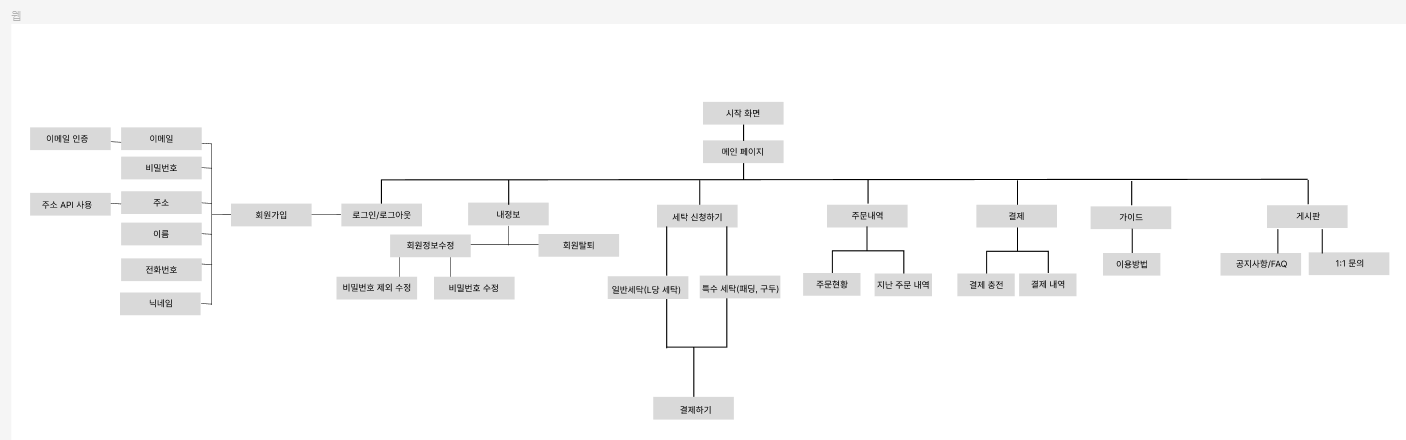 웹
시작 화면
메인 페이지
이메일 인증
이메일
비밀번호
주소 API 사용
주소
이름
전화번호
닉네임
회원가입
로그인/로그아웃
내정보
회원정보수정
회원탈퇴
비밀번호 제외 수정
비밀번호 수정
세탁 신청하기
일반세탁(L당 세탁)
특수 세탁(패딩, 구두)
결제하기
주문내역
주문현황
지난 주문 내역
결제
결제 충전
결제 내역
가이드
이용방법
게시판
공지사항/FAQ
1:1 문의